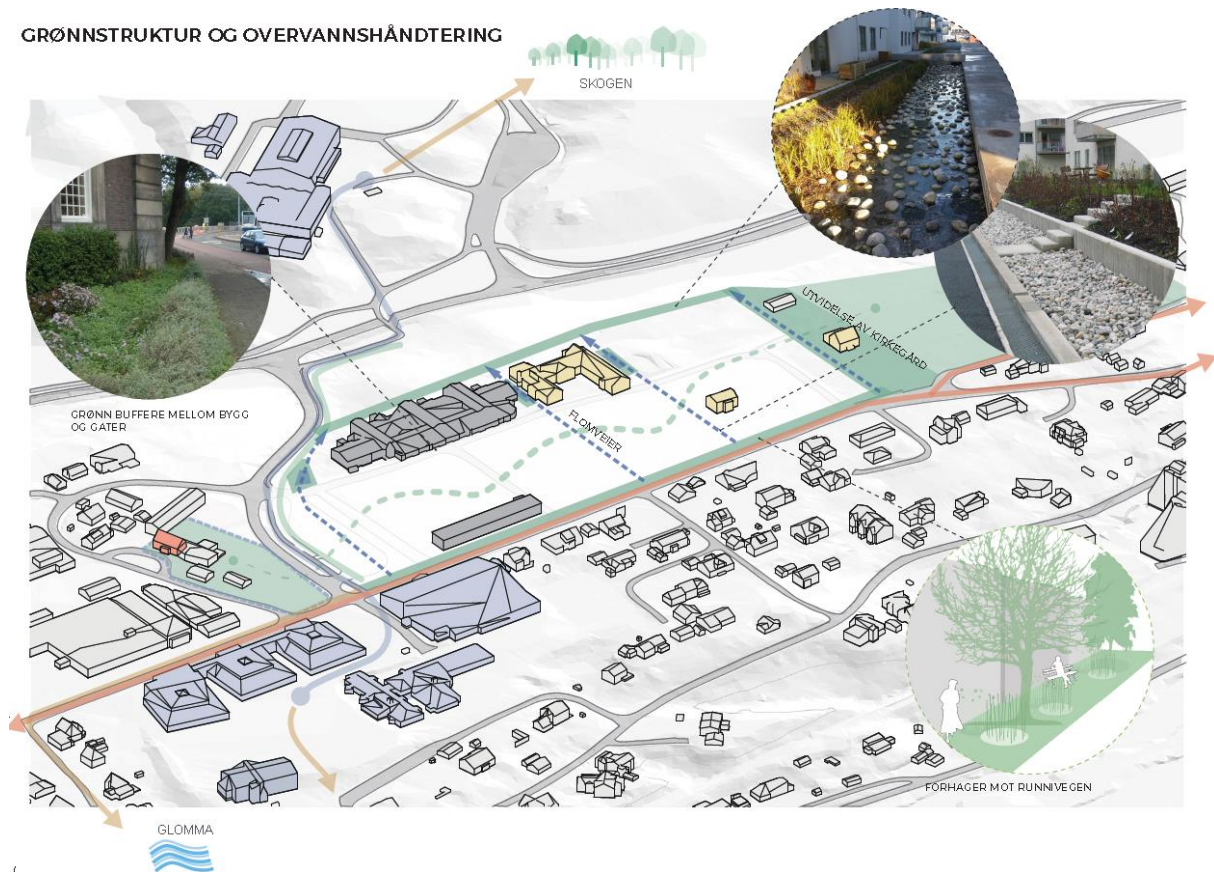 GRØNNSTRUKTUR OG OVERVANNSHÅNDTERING
SKOGEN
UTVIDELSE AV KIRKEGÅRD
GRØNN BUFFERE MELLOM BYGG
OG GATER
FLOMVEIER
FORHAGER MOT RUNNIVEGEN
GLOMMA